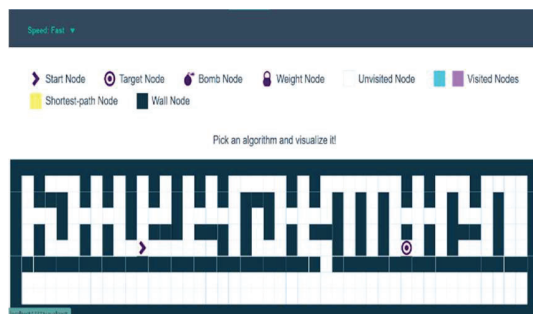 Speed: Fast ▼
Start Node Target Node Bomb Node Weight Node Unvisited Node Visited Nodes
Shortest-path Node Wall Node
Pick an algorithm and visualize it!